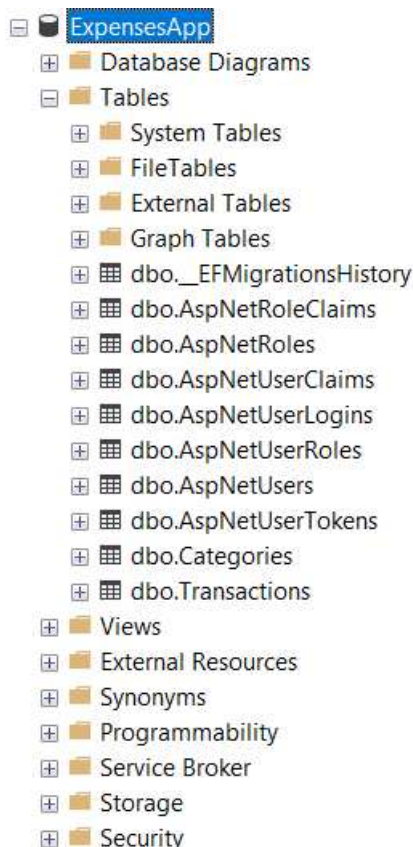 ExpensesApp
Database Diagrams
Tables
System Tables
FileTables
External Tables
Graph Tables
dbo.__EFMigrationsHistory
dbo.AspNetRoleClaims
dbo.AspNetRoles
dbo.AspNetUserClaims
dbo.AspNetUserLogins
dbo.AspNetUserRoles
dbo.AspNetUsers
dbo.AspNetUserTokens
dbo.Categories
dbo.Transactions
Views
External Resources
Synonyms
Programmability
Service Broker
Storage
Security